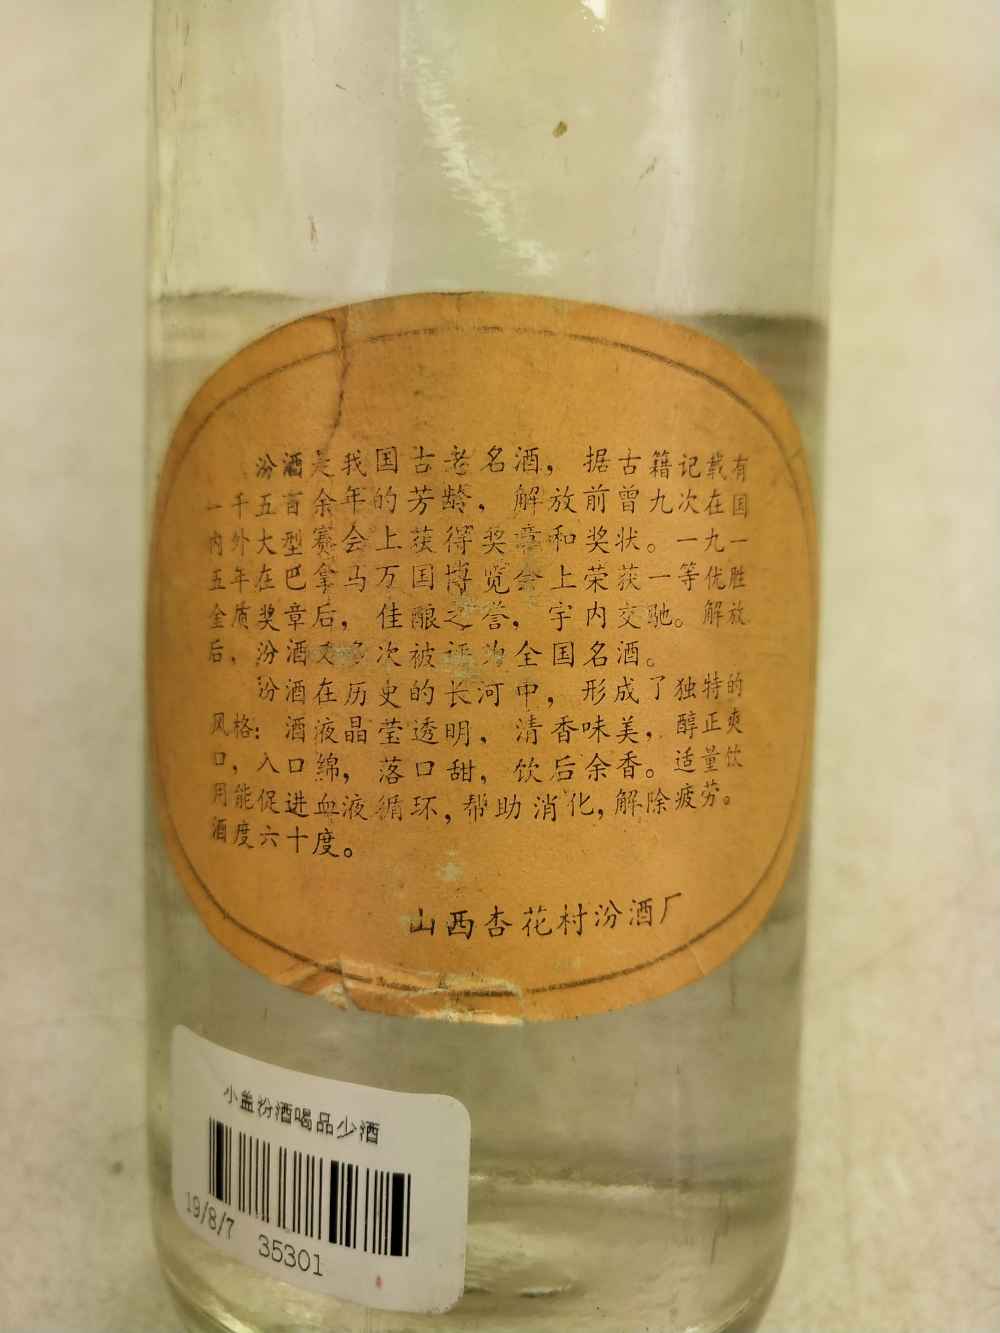 汾酒是我国古老名酒，据古籍记载有
一千五百余年的芳龄，解放前曾九次在国
内外大型赛会上获得奖章和奖状。一九一
五年在巴拿马万国博览会上荣获一等优胜
金质奖章后，佳酿之誉，宇内交驰。解放
后，汾酒又多次被评为全国名酒。
汾酒在历史的长河中，形成了独特的
风格：酒液晶莹透明、清香味美，醇正爽
口，入口绵，落口甜，饮后余香。适量饮
用能促进血液循环，帮助消化，解除疲劳。
酒度六十度。
山西杏花村汾酒厂
小盖汾酒喝品少酒
19/8/7 35301